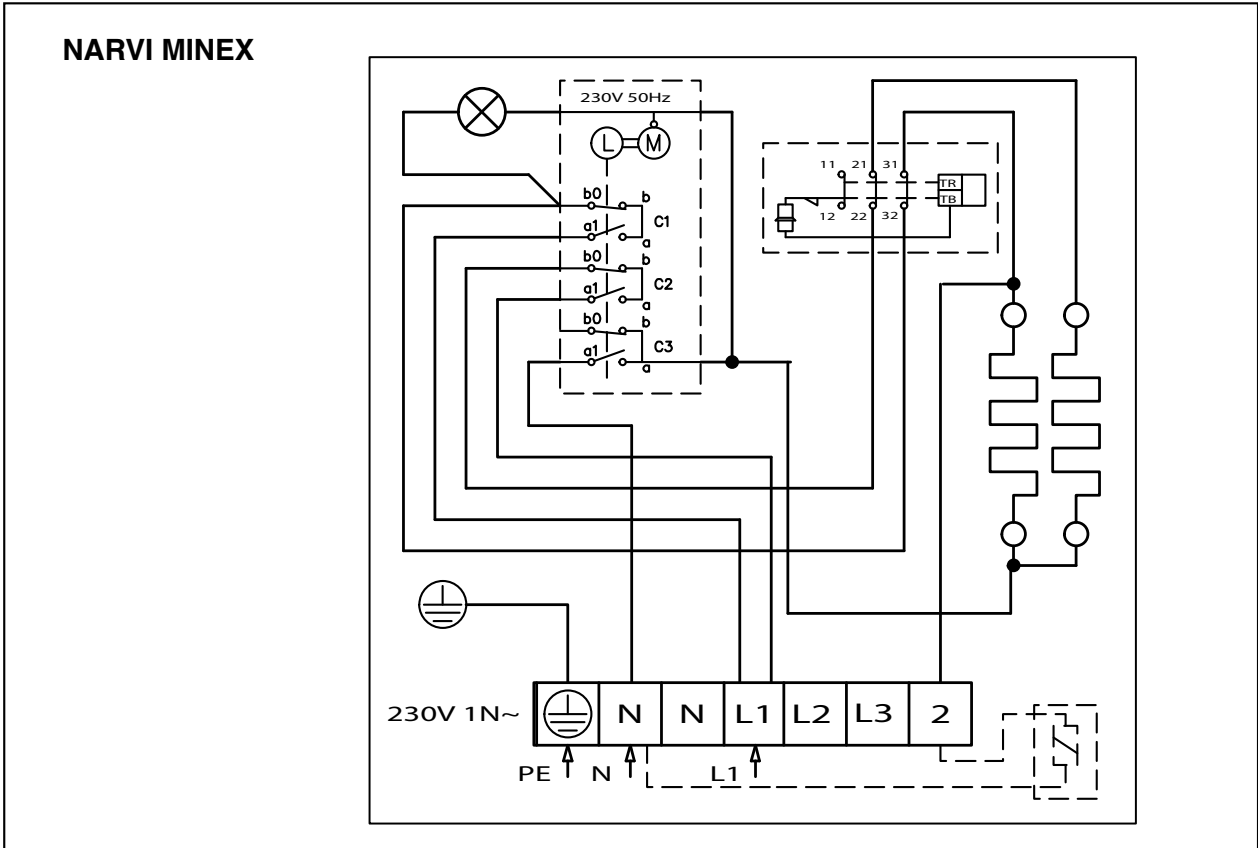 NARVI MINEX
230V 50Hz
L M
11 21 31
TR
TB
12 22 32
b0 b
C1
a1 a
b0 b
C2
a1 a
b0 b
C3
a1 a
230V 1N~ N N L1 L2 L3 2
PE N L1